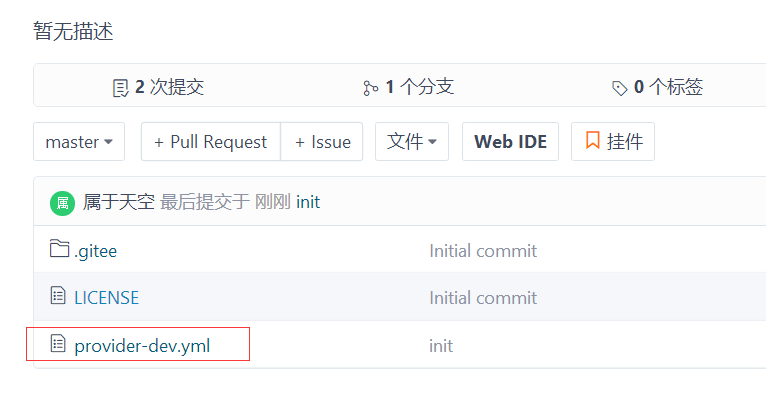 暂无描述
2 次提交 1 个分支 0 个标签
master + Pull Request + Issue 文件 Web IDE 挂件
属 属于天空 最后提交于 刚刚 init
.gitee Initial commit
LICENSE Initial commit
provider-dev.yml init